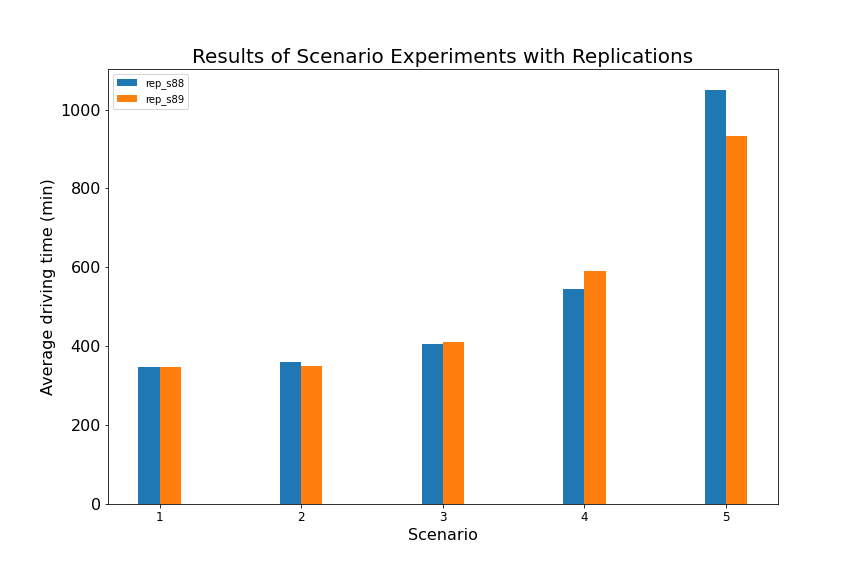 Results of Scenario Experiments with Replications
rep_s88
rep_s89
Average driving time (min)
1000
800
600
400
200
0
1 2 3 4 5
Scenario